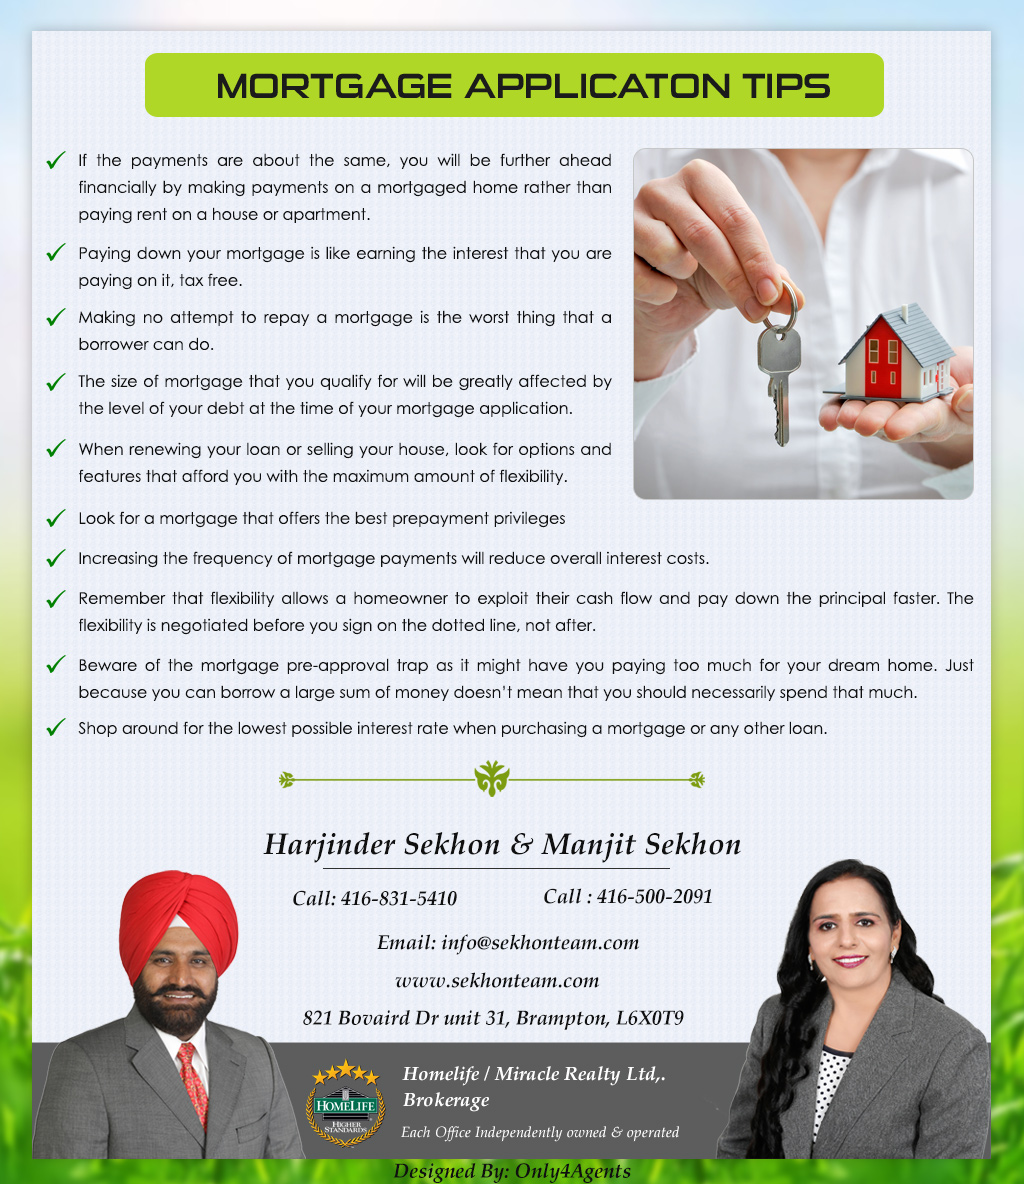 MORTGAGE APPLICATON TIPS
If the payments are about the same, you will be further ahead
financially by making payments on a mortgaged home rather than
paying rent on a house or apartment.
Paying down your mortgage is like earning the interest that you are
paying on it, tax free.
Making no attempt to repay a mortgage is the worst thing that a
borrower can do.
The size of mortgage that you qualify for will be greatly affected by
the level of your debt at the time of your mortgage application.
When renewing your loan or selling your house, look for options and
features that afford you with the maximum amount of flexibility.
Look for a mortgage that offers the best prepayment privileges
Increasing the frequency of mortgage payments will reduce overall interest costs.
Remember that flexibility allows a homeowner to exploit their cash flow and pay down the principal faster. The
flexibility is negotiated before you sign on the dotted line, not after.
Beware of the mortgage pre-approval trap as it might have you paying too much for your dream home. Just
because you can borrow a large sum of money doesn't mean that you should necessarily spend that much.
Shop around for the lowest possible interest rate when purchasing a mortgage or any other loan.
Harjinder Sekhon & Manjit Sekhon
Call: 416-831-5410
Call : 416-500-2091
Email: info@sekhonteam.com
www.sekhonteam.com
821 Bovaird Dr unit 31, Brampton, L6X0T9
HOMELIFE
HIGHER
STANDARDS
Homelife / Miracle Realty Ltd,.
Brokerage
Each Office Independently owned & operated
Designed By: Only4Agents